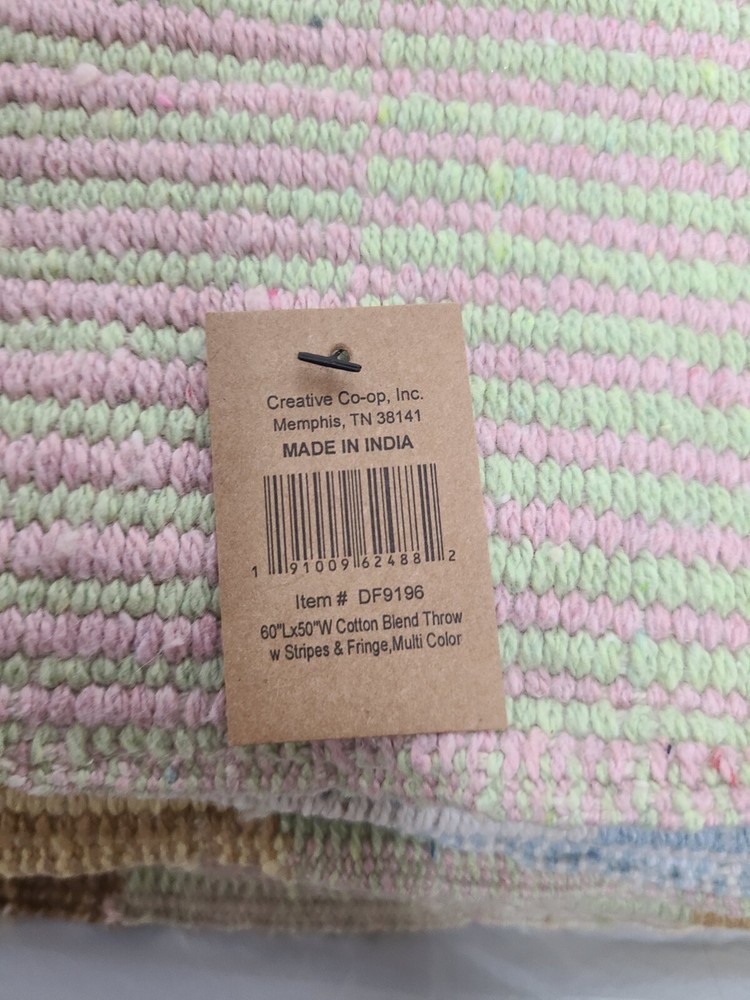 Creative Co-op, Inc.
Memphis, TN 38141
MADE IN INDIA
1 91009 62488 2
Item # DF9196
60"Lx50"W Cotton Blend Throw
w Stripes & Fringe,Multi Color